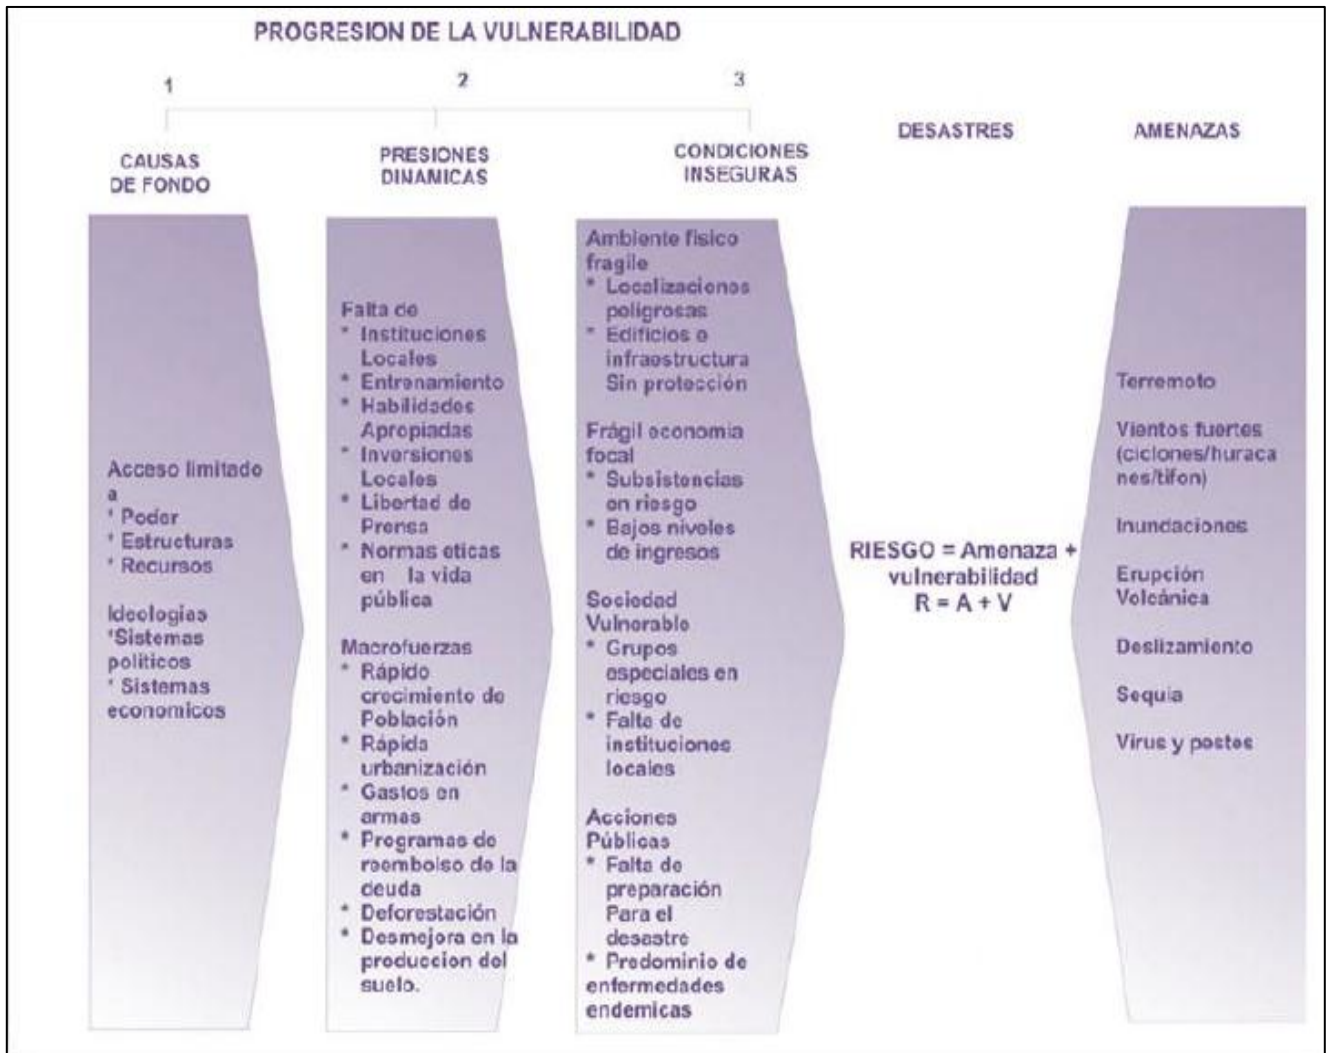 PROGRESION DE LA VULNERABILIDAD
1
2
3
CAUSAS
DE FONDO
PRESIONES
DINAMICAS
CONDICIONES
INSEGURAS
DESASTRES
AMENAZAS
Acceso limitado
a
* Poder
* Estructuras
* Recursos
Ideologias
*Sistemas
politicos
* Sistemas
economicos
Falta de
* Instituciones
Locales
* Entrenamiento
* Habilidades
Apropiadas
* Inversiones
Locales
* Libertad de
Prensa
* Normas eticas
en la vida
pública
Macrofuerzas
* Rápido
crecimiento de
Población
* Rápida
urbanización
* Gastos en
armas
* Programas de
reembolso de la
deuda
* Deforestación
* Desmejora en la
produccion del
suelo.
Ambiente fisico
fragile
* Localizaciones
poligrosas
* Edificios e
infraestructura
Sin protección
Frágil economia
focal
* Subsistencias
en riesgo
* Bajos niveles
de ingresos
Sociedad
Vulnerable
* Grupos
especiales en
riesgo
* Falta de
instituciones
locales
Acciones
Públicas
* Falta de
preparación
Para el
desastre
* Predominio de
enfermedades
endemicas
RIESGO = Amenaza +
vulnerabilidad
R = A + V
Terremoto
Vientos fuertes
(ciclones/huraca
nes/tifon)
Inundaciones
Erupción
Volcánica
Deslizamiento
Sequia
Virus y postes